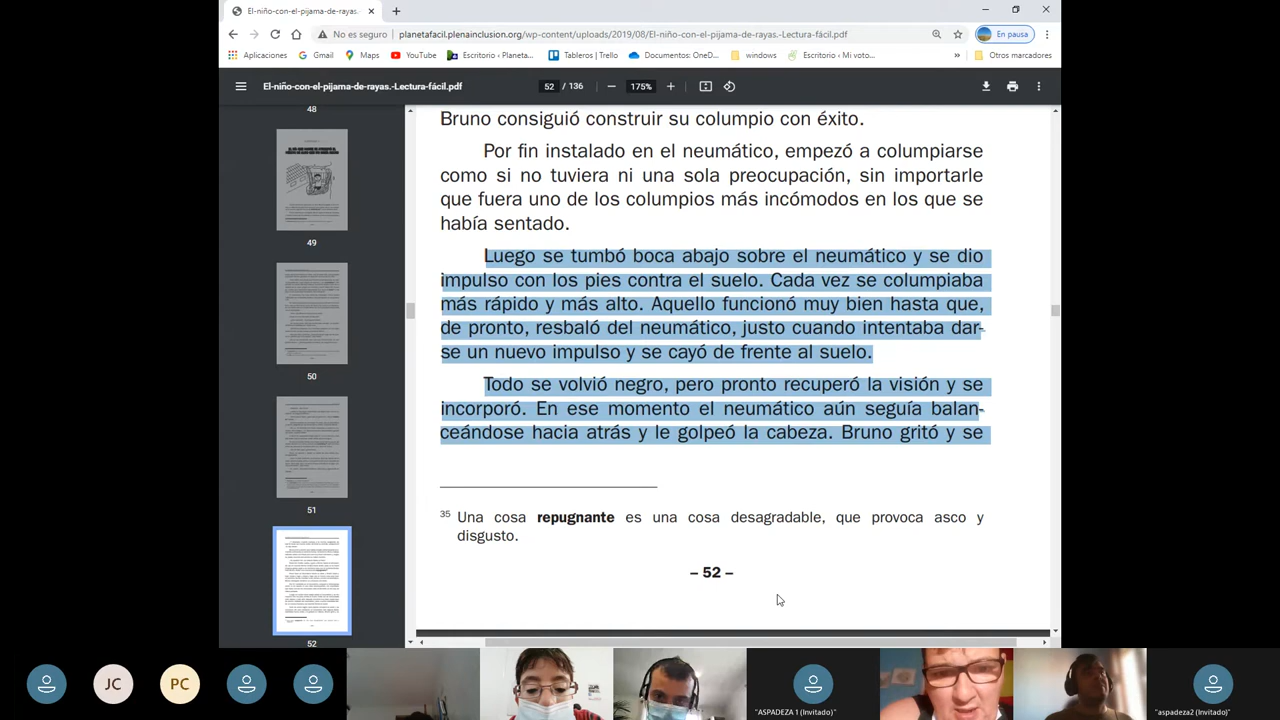 El-niño-con-el-pijama-de-rayas.-
No es seguro
planetafacil.plenainclusion.org/wp-content/uploads/2019/08/El-niño-con-el-pijama-de-rayas.-Lectura-fácil.pdf
En pausa
Aplicaciones
Gmail
Maps
YouTube
Escritorio < Planeta...
Tableros | Trello
Documentos: OneD...
windows
Escritorio ‹ Mi voto...
»
Otros marcadores
El-niño-con-el-pijama-de-rayas.-Lectura-fácil.pdf
52 / 136
175%
48
49
50
51
52
Bruno consiguió construir su columpio con éxito.
Por fin instalado en el neumático, empezó a columpiarse
como si no tuviera ni una sola preocupación, sin importarle
que fuera uno de los columpios más incómodos en los que se
había sentado.
Luego se tumbó boca abajo sobre el neumático y se dio
impulso con los pies contra el suelo. Cada vez se columpiaba
más rápido y más alto. Aquello funcionó muy bien hasta que,
de pronto, resbaló del neumático, justo cuando intentaba dar-
se un nuevo impulso y se cayó de frente al suelo.
Todo se volvió negro, pero pronto recuperó la visión y se
incorporó. En ese momento el neumático aún seguía balan-
ceándose hacia atrás y le golpeó la cabeza. Bruno gritó y se
35 Una cosa repugnante es una cosa desagradable, que provoca asco y
disgusto.
– 52
JC
PC
"ASPADEZA 1 (Invitado)"
"aspadeza2 (Invitado)"